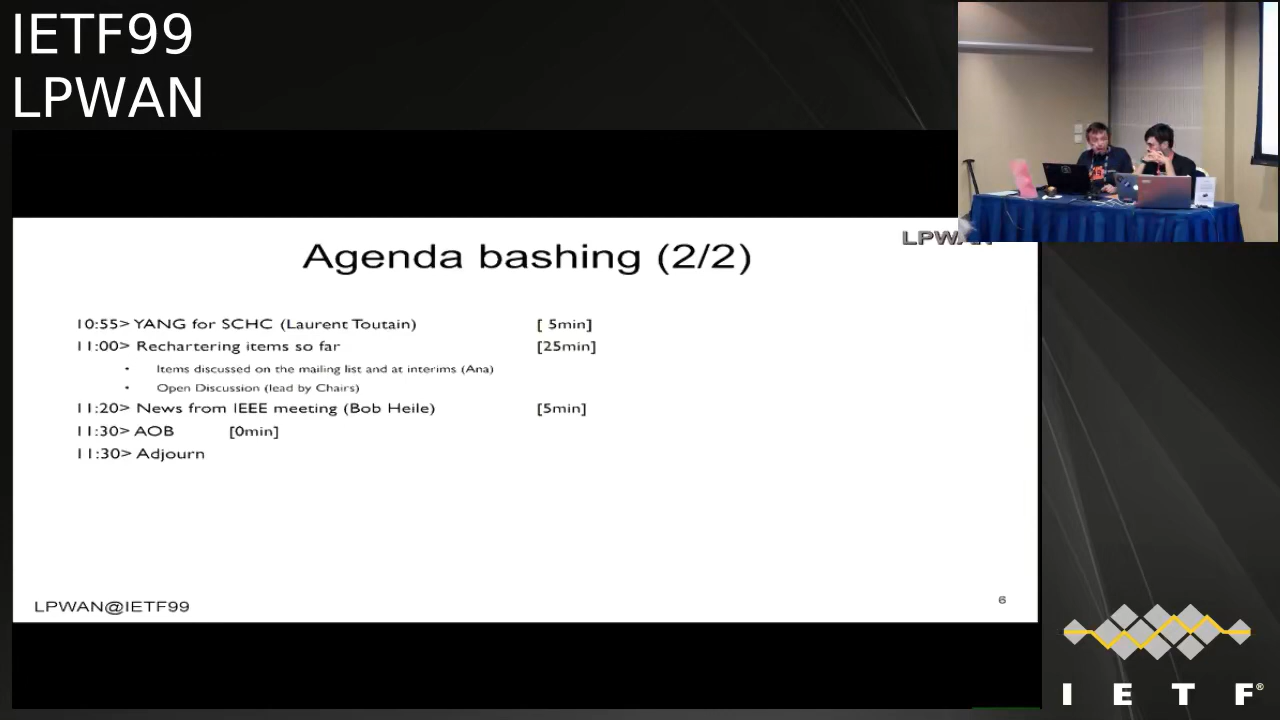 IETF99
LPWAN
LPWAN
Agenda bashing (2/2)
10:55> YANG for SCHC (Laurent Toutain) [ 5min]
11:00> Rechartering items so far [25min]
• Items discussed on the mailing list and at interims (Ana)
• Open Discussion (lead by Chairs)
11:20> News from IEEE meeting (Bob Heile) [5min]
11:30> AOB [0min]
11:30> Adjourn
LPWAN@IETF99
6
I E T F®